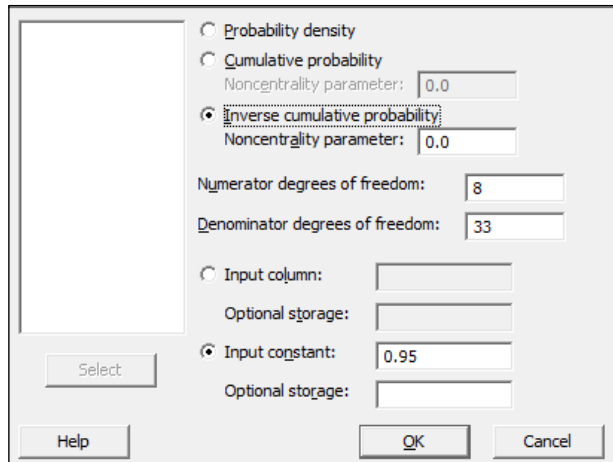 Probability density
Cumulative probability
Noncentrality parameter: 0.0
Inverse cumulative probability
Noncentrality parameter: 0.0
Numerator degrees of freedom: 8
Denominator degrees of freedom: 33
Input column:
Optional storage:
Select
Input constant: 0.95
Optional storage:
Help
OK
Cancel